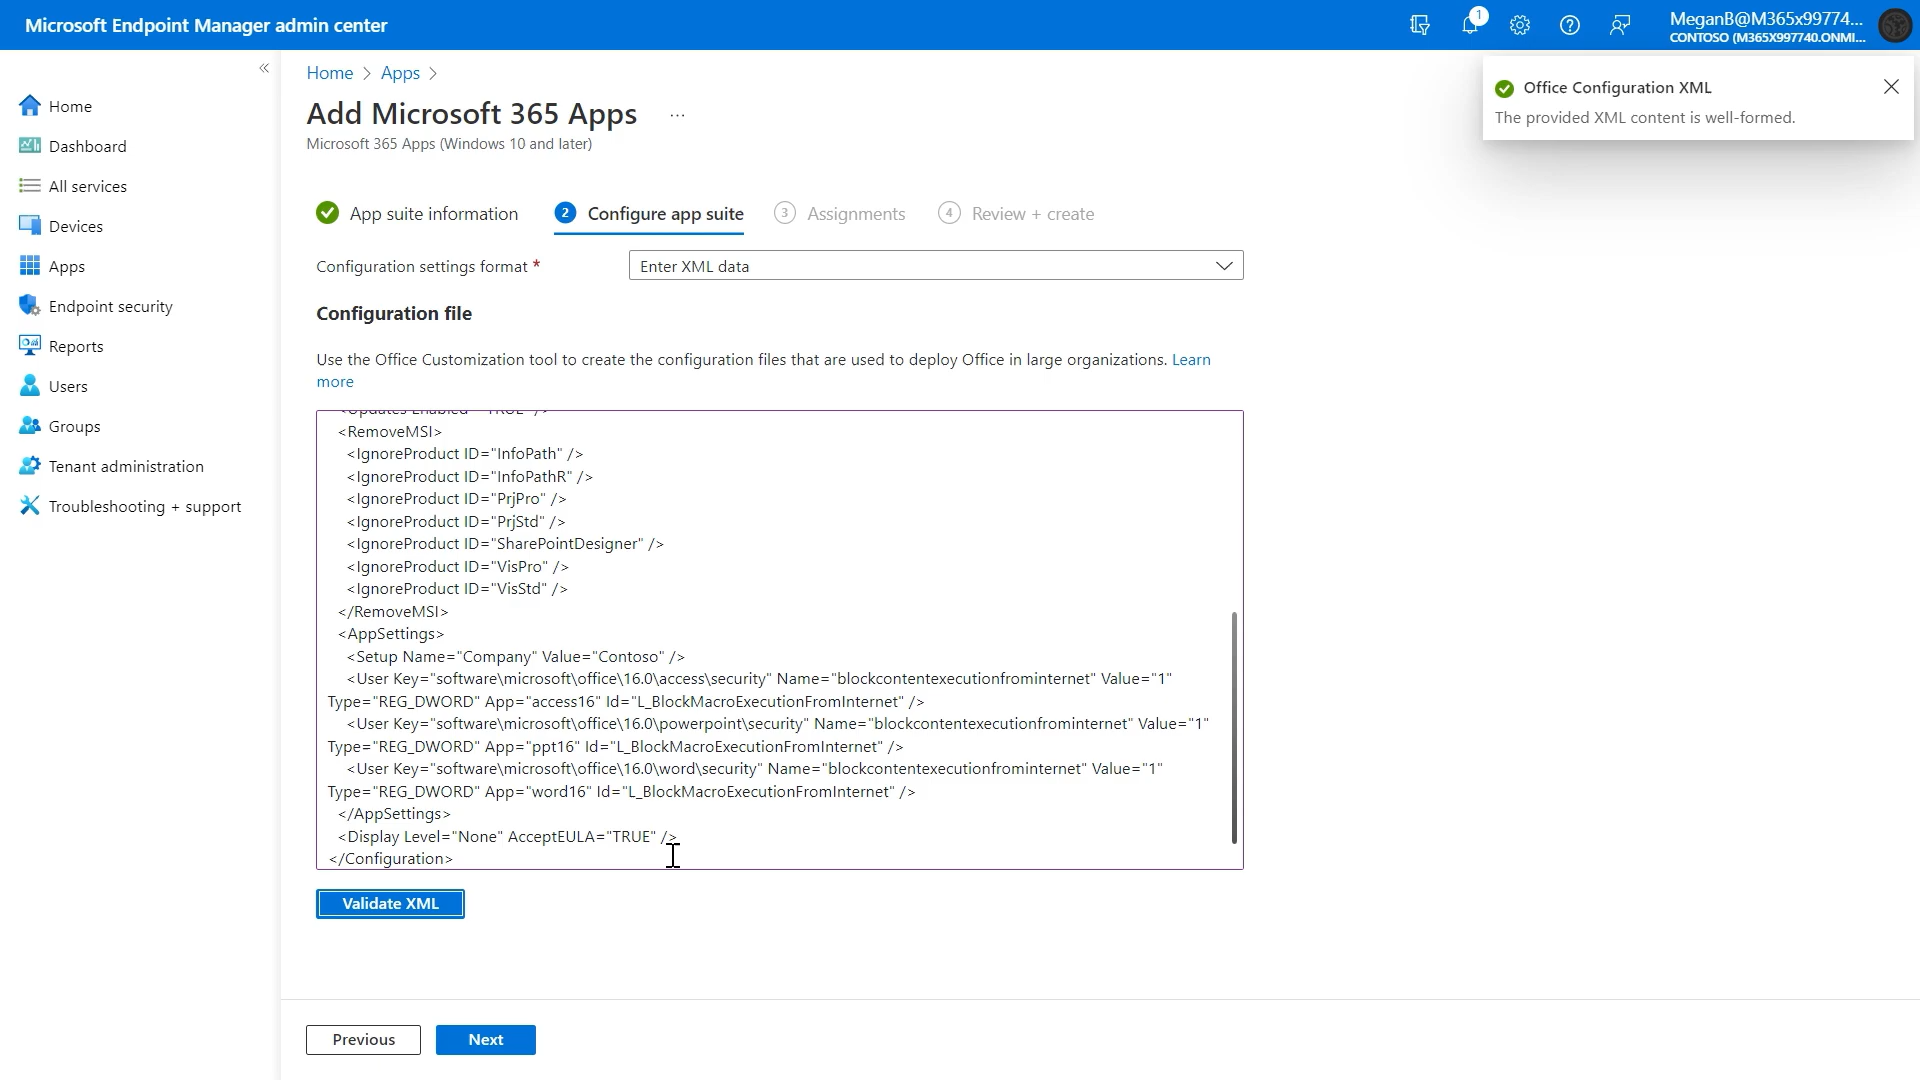 Microsoft Endpoint Manager admin center
1
MeganB@M365x99774...
CONTOSO (M365X997740.ONMI...
Home
Dashboard
All services
Devices
Apps
Endpoint security
Reports
Users
Groups
Tenant administration
Troubleshooting + support
Home > Apps >
Add Microsoft 365 Apps ...
Microsoft 365 Apps (Windows 10 and later)
Office Configuration XML
The provided XML content is well-formed.
App suite information
2 Configure app suite
3 Assignments
4 Review + create
Configuration settings format *
Enter XML data
Configuration file
Use the Office Customization tool to create the configuration files that are used to deploy Office in large organizations. Learn
more
<Updates Enabled="TRUE" />
<RemoveMSI>
<IgnoreProduct ID="InfoPath" />
<IgnoreProduct ID="InfoPathR" />
<IgnoreProduct ID="PrjPro" />
<IgnoreProduct ID="PrjStd" />
<IgnoreProduct ID="SharePointDesigner" />
<IgnoreProduct ID="VisPro" />
<IgnoreProduct ID="VisStd" />
</RemoveMSI>
<AppSettings>
<Setup Name="Company" Value="Contoso" />
<User Key="software\microsoft\office\16.0\access\security" Name="blockcontentexecutionfrominternet" Value="1"
Type="REG_DWORD" App="access16" Id="L_BlockMacroExecutionFromInternet" />
<User Key="software\microsoft\office\16.0\powerpoint\security" Name="blockcontentexecutionfrominternet" Value="1"
Type="REG_DWORD" App="ppt16" Id="L_BlockMacroExecutionFromInternet" />
<User Key="software\microsoft\office\16.0\word\security" Name="blockcontentexecutionfrominternet" Value="1"
Type="REG_DWORD" App="word16" Id="L_BlockMacroExecutionFromInternet" />
</AppSettings>
<Display Level="None" AcceptEULA="TRUE" />
</Configuration>
Validate XML
Previous
Next